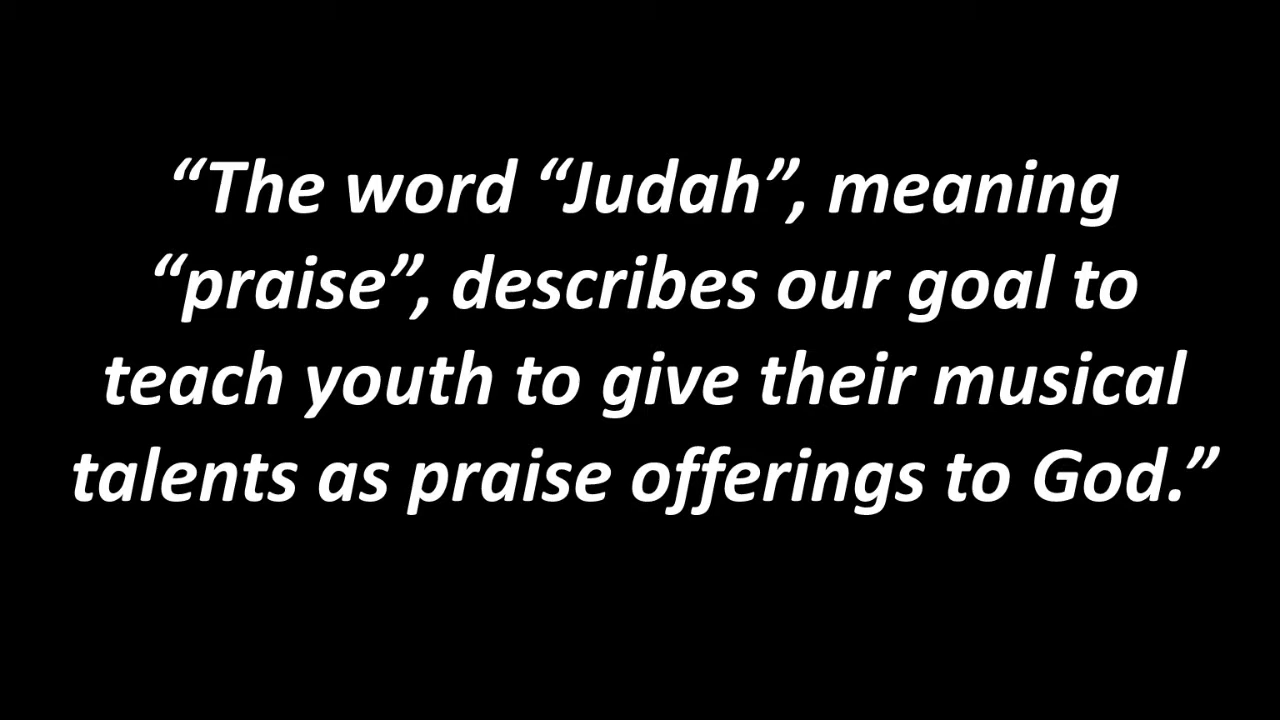 “The word “Judah”, meaning
“praise”, describes our goal to
teach youth to give their musical
talents as praise offerings to God.”